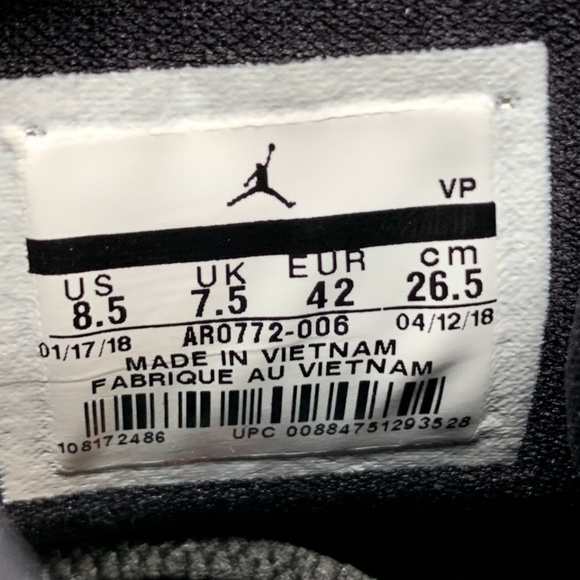 VP
US UK EUR cm
8.5 7.5 42 26.5
01/17/18 AR0772-006 04/12/18
MADE IN VIETNAM
FABRIQUE AU VIETNAM
108172486 UPC 00884751293528